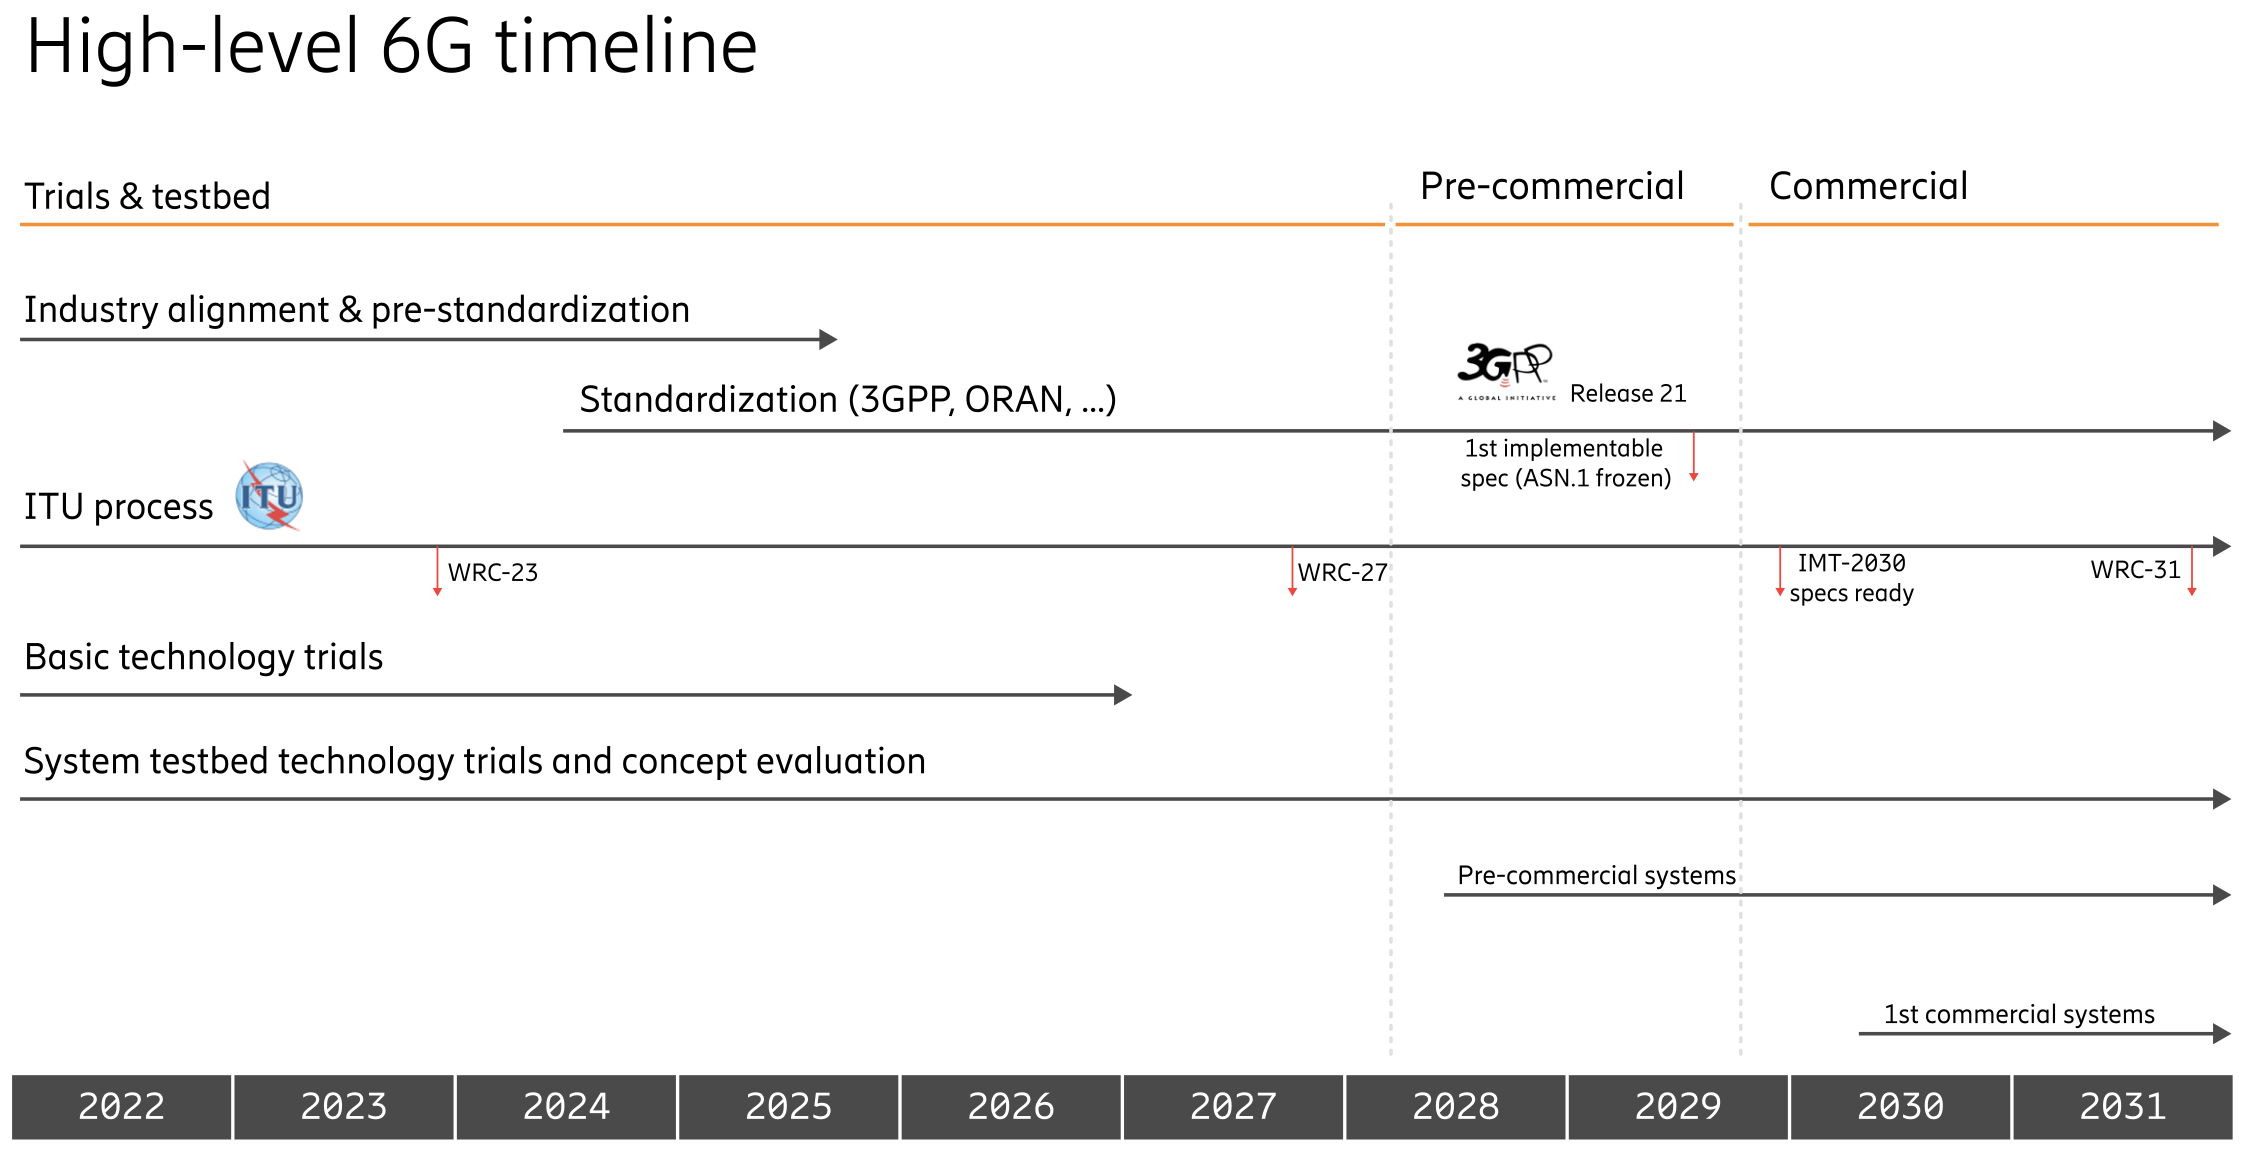 High-level 6G timeline
Trials & testbed
Pre-commercial
Commercial
Industry alignment & pre-standardization
Standardization (3GPP, ORAN, ...)
3GPP
A GLOBAL INITIATIVE
Release 21
1st implementable
spec (ASN.1 frozen)
ITU process
ITU
WRC-23
WRC-27
IMT-2030
specs ready
WRC-31
Basic technology trials
System testbed technology trials and concept evaluation
Pre-commercial systems
1st commercial systems
2022 2023 2024 2025 2026 2027 2028 2029 2030 2031